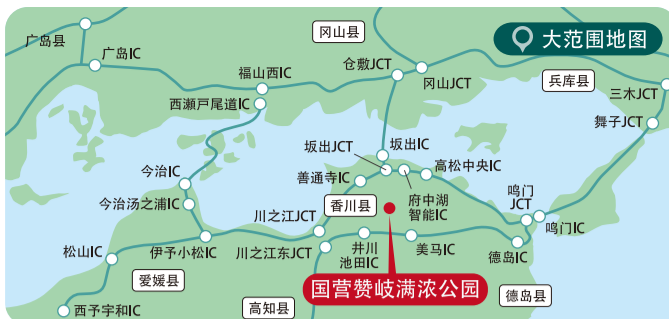 广岛县
冈山县
大范围地图
广岛IC
仓敷JCT
兵库县
福山西IC
冈山JCT
三木JCT
西濑戸尾道IC
舞子JCT
坂出JCT
坂出IC
善通寺IC
高松中央IC
今治IC
香川县
府中湖
智能IC
鸣门
JCT
今治汤之浦IC
川之江JCT
鸣门IC
松山IC
伊予小松IC
川之江东JCT
井川
池田IC
美马IC
德岛IC
爱媛县
国营赞岐满浓公园
德岛县
西予宇和IC
高知县